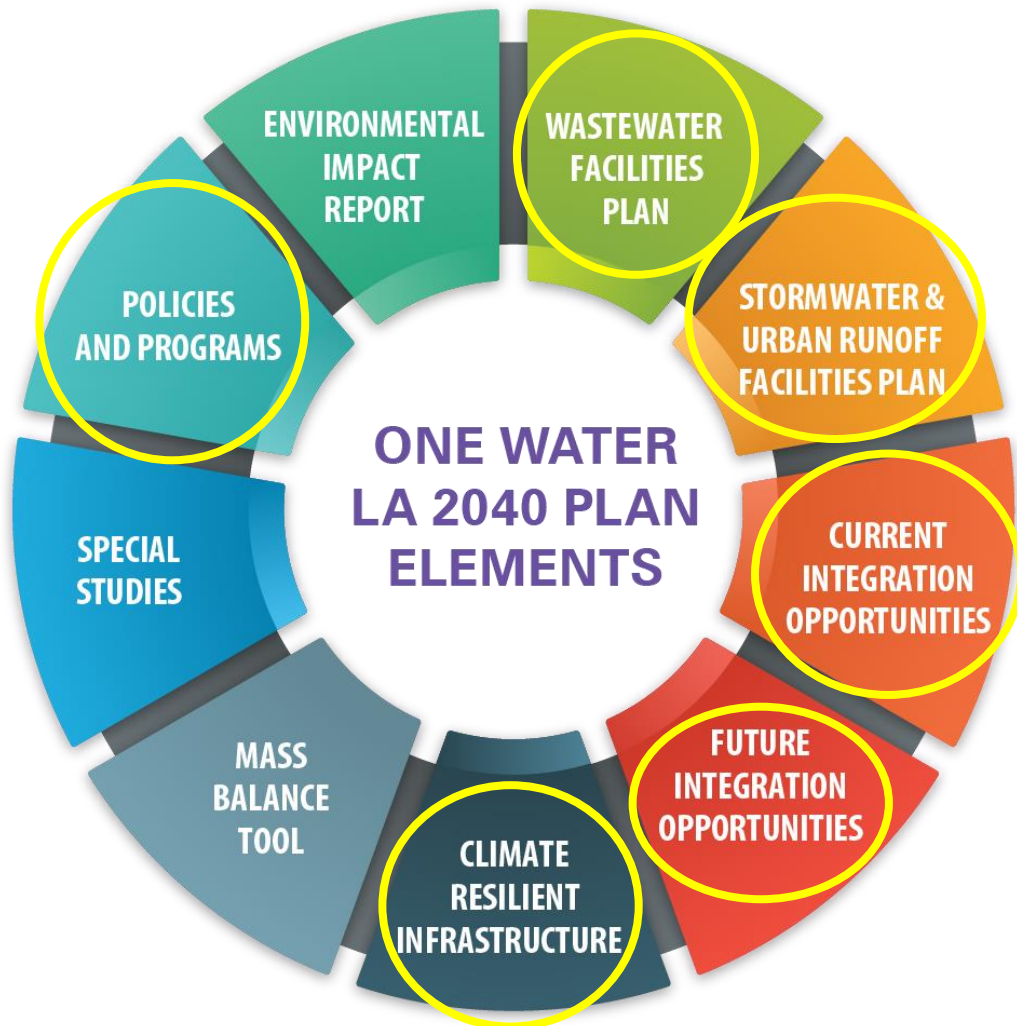 ONE WATER
LA 2040 PLAN
ELEMENTS
WASTEWATER
FACILITIES
PLAN
STORMWATER &
URBAN RUNOFF
FACILITIES PLAN
CURRENT
INTEGRATION
OPPORTUNITIES
FUTURE
INTEGRATION
OPPORTUNITIES
CLIMATE
RESILIENT
INFRASTRUCTURE
MASS
BALANCE
TOOL
SPECIAL
STUDIES
POLICIES
AND PROGRAMS
ENVIRONMENTAL
IMPACT
REPORT